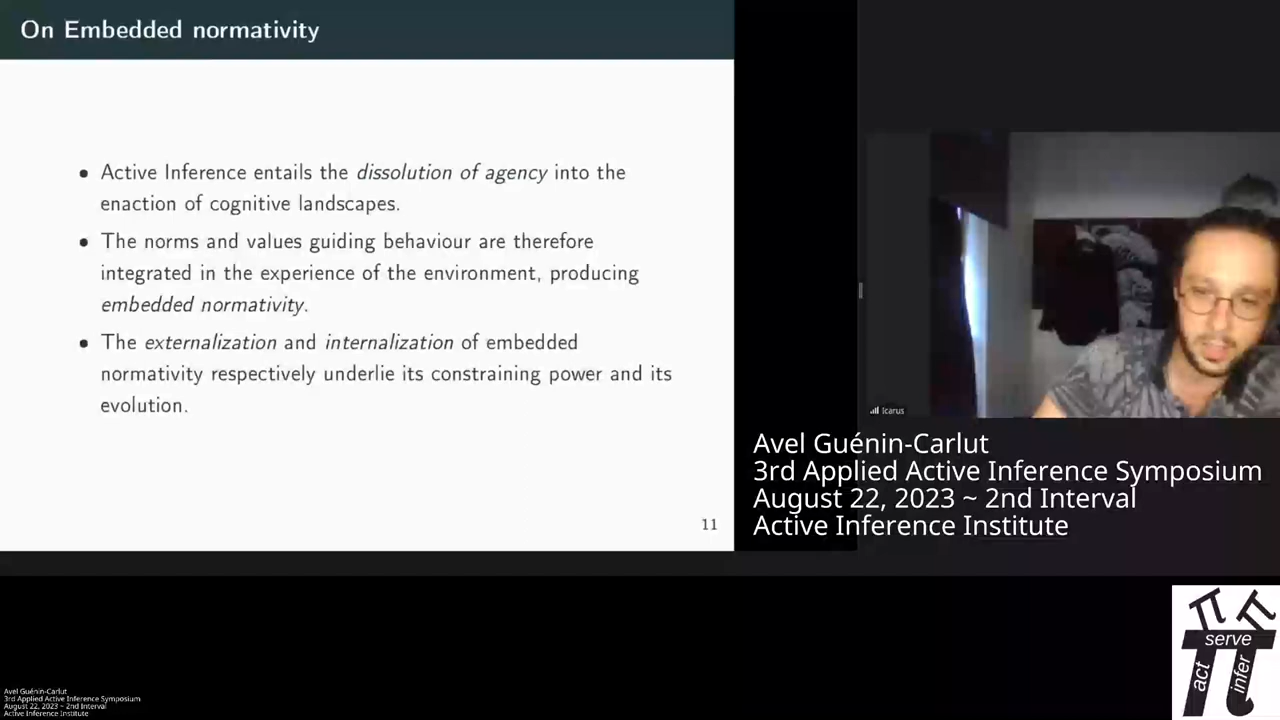 On Embedded normativity
• Active Inference entails the dissolution of agency into the
enaction of cognitive landscapes.
• The norms and values guiding behaviour are therefore
integrated in the experience of the environment, producing
embedded normativity.
• The externalization and internalization of embedded
normativity respectively underlie its constraining power and its
evolution.
11
Icarus
Avel Guénin-Carlut
3rd Applied Active Inference Symposium
August 22, 2023 ~ 2nd Interval
Active Inference Institute
serve
act
infer
Avel Guénin-Carlut
3rd Applied Active Inference Symposium
August 22, 2023 ~ 2nd Interval
Active Inference Institute